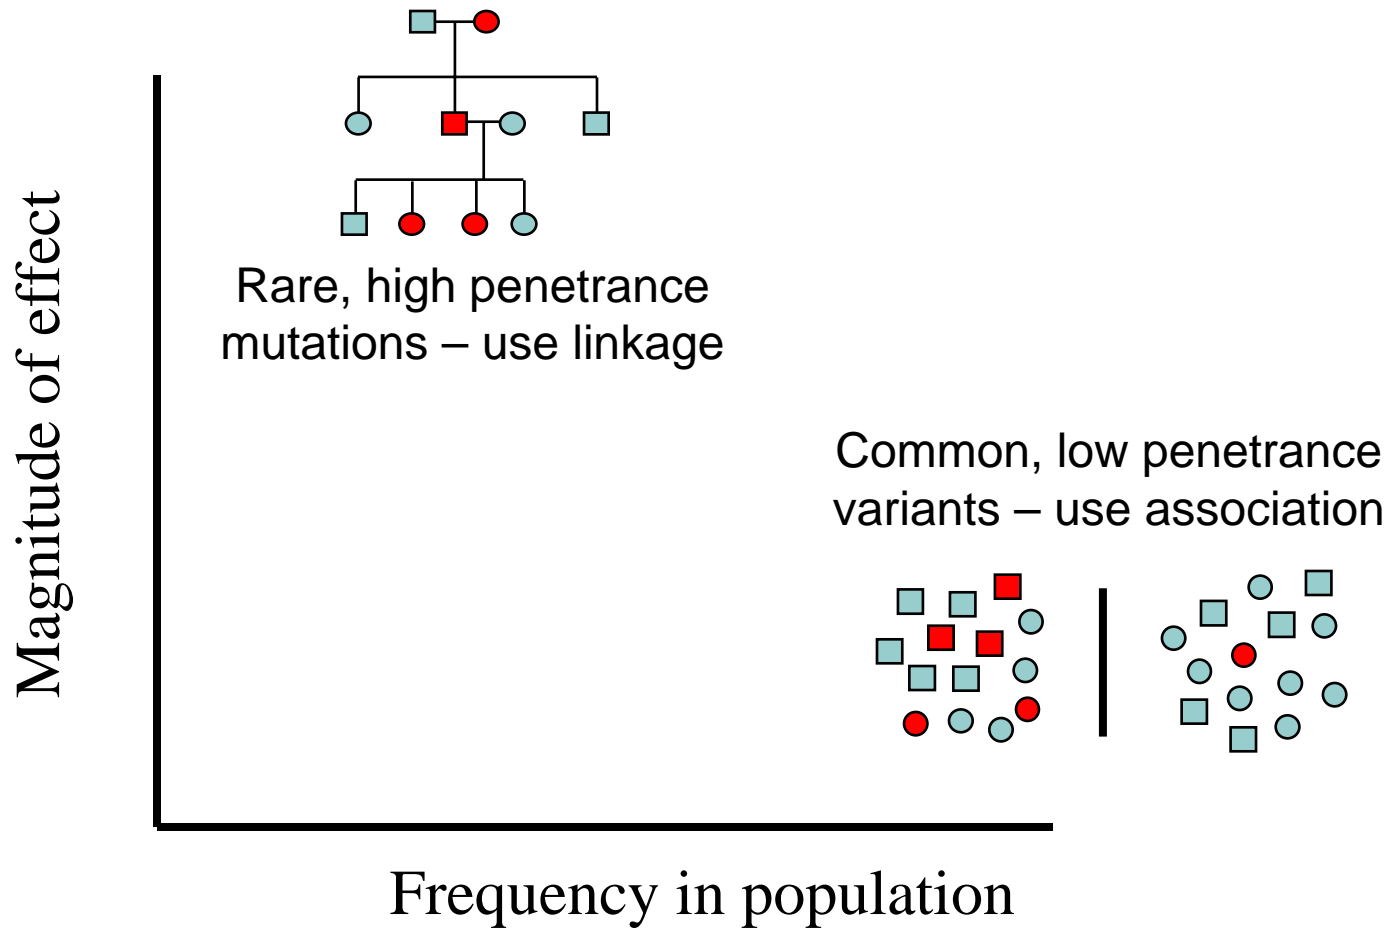 Magnitude of effect
Rare, high penetrance
mutations – use linkage
Common, low penetrance
variants – use association
Frequency in population